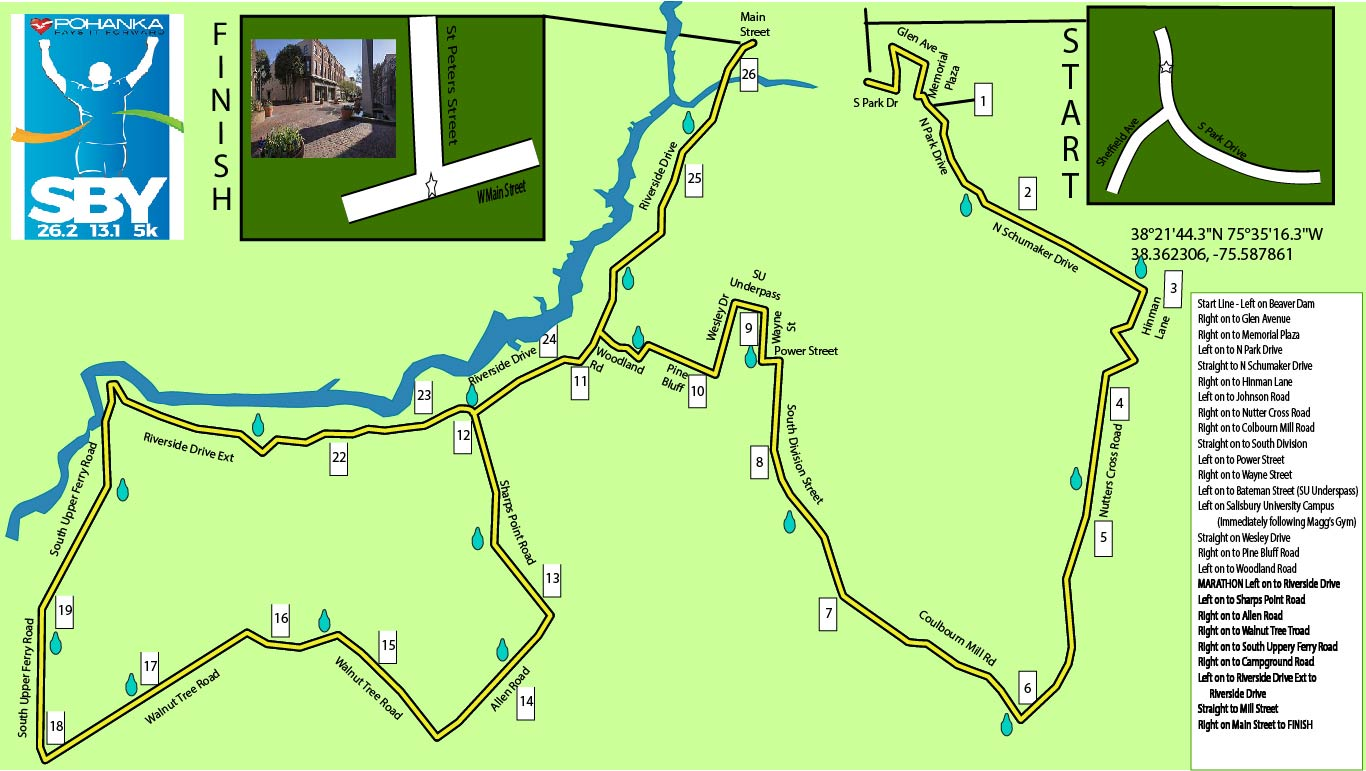 POHANKA
PAYS IT FORWARD
SBY
26.2 13.1 5k
FINISH
St Peters Street
W Main Street
Main
Street
26
Riverside Drive
25
S Park Dr
Glen Ave
Memorial
Plaza
1
N Park Drive
2
N Schumaker Drive
START
Sheffield Ave
S Park Drive
38°21'44.3"N 75°35'16.3"W
38.362306, -75.587861
3
Hinman
Lane
4
Nutters Cross Road
5
6
Coulbourn Mill Rd
7
South Division Street
8
Power Street
Wayne
St
9
SU
Underpass
Wesley Dr
10
Pine
Bluff
Woodland
Rd
11
24
Riverside Drive
23
12
22
Riverside Drive Ext
Sharps Point Road
13
Allen Road
14
15
Walnut Tree Road
16
17
Walnut Tree Road
18
South Upper Ferry Road
19
South Upper Ferry Road
Start Line - Left on Beaver Dam
Right on to Glen Avenue
Right on to Memorial Plaza
Left on to N Park Drive
Straight to N Schumaker Drive
Right on to Hinman Lane
Left on to Johnson Road
Right on to Nutter Cross Road
Right on to Colbourn Mill Road
Straight on to South Division
Left on to Power Street
Right on to Wayne Street
Left on to Bateman Street (SU Underspass)
Left on Salisbury University Campus
(Immediately following Magg's Gym)
Straight on Wesley Drive
Right on to Pine Bluff Road
Left on to Woodland Road
MARATHON Left on to Riverside Drive
Left on to Sharps Point Road
Right on to Allen Road
Right on to Walnut Tree Troad
Right on to South Uppery Ferry Road
Right on to Campground Road
Left on to Riverside Drive Ext to
Riverside Drive
Straight to Mill Street
Right on Main Street to FINISH